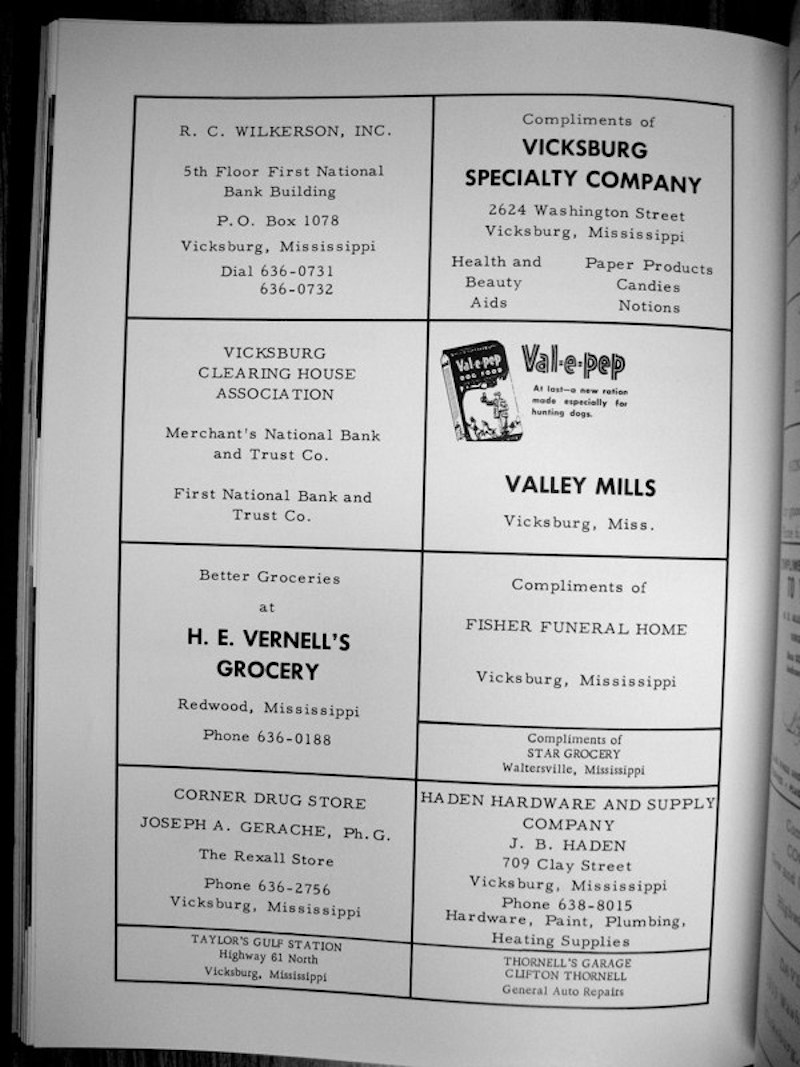 R. C. WILKERSON, INC.
5th Floor First National
Bank Building
P.O. Box 1078
Vicksburg, Mississippi
Dial 636-0731
636-0732
Compliments of
VICKSBURG
SPECIALTY COMPANY
2624 Washington Street
Vicksburg, Mississippi
Health and
Beauty
Aids
Paper Products
Candies
Notions
VICKSBURG
CLEARING HOUSE
ASSOCIATION
Merchant's National Bank
and Trust Co.
First National Bank and
Trust Co.
Val-e-pep
DOG FOOD
Val-e-pep
At last—a new ration
made especially for
hunting dogs.
VALLEY MILLS
Vicksburg, Miss.
Better Groceries
at
H. E. VERNELL'S
GROCERY
Redwood, Mississippi
Phone 636-0188
Compliments of
FISHER FUNERAL HOME
Vicksburg, Mississippi
Compliments of
STAR GROCERY
Waltersville, Mississippi
CORNER DRUG STORE
JOSEPH A. GERACHE, Ph.G.
The Rexall Store
Phone 636-2756
Vicksburg, Mississippi
HADEN HARDWARE AND SUPPLY
COMPANY
J. B. HADEN
709 Clay Street
Vicksburg, Mississippi
Phone 638-8015
Hardware, Paint, Plumbing,
Heating Supplies
TAYLOR'S GULF STATION
Highway 61 North
Vicksburg, Mississippi
THORNELL'S GARAGE
CLIFTON THORNELL
General Auto Repairs